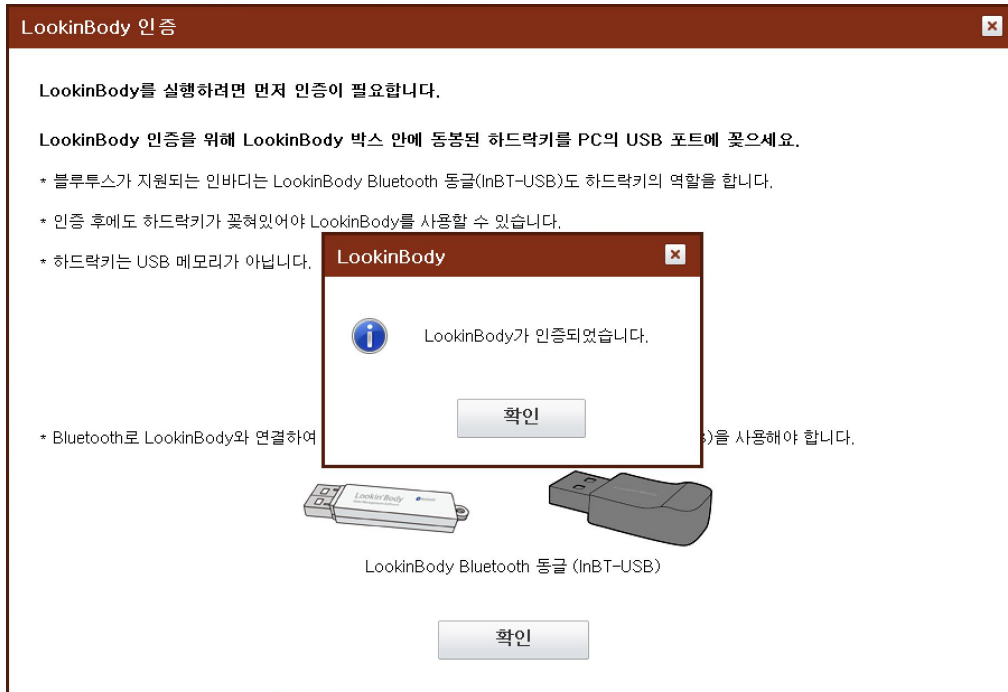 LookinBody 인증
LookinBody를 실행하려면 먼저 인증이 필요합니다.
LookinBody 인증을 위해 LookinBody 박스 안에 동봉된 하드락키를 PC의 USB 포트에 꽂으세요.
* 블루투스가 지원되는 인바디는 LookinBody Bluetooth 동글(InBT-USB)도 하드락키의 역할을 합니다.
* 인증 후에도 하드락키가 꽂혀있어야 LookinBody를 사용할 수 있습니다.
* 하드락키는 USB 메모리가 아닙니다.
LookinBody
LookinBody가 인증되었습니다.
확인
* Bluetooth로 LookinBody와 연결하여 )을 사용해야 합니다.
Lookin'Body
LookinBody Bluetooth 동글 (InBT-USB)
확인